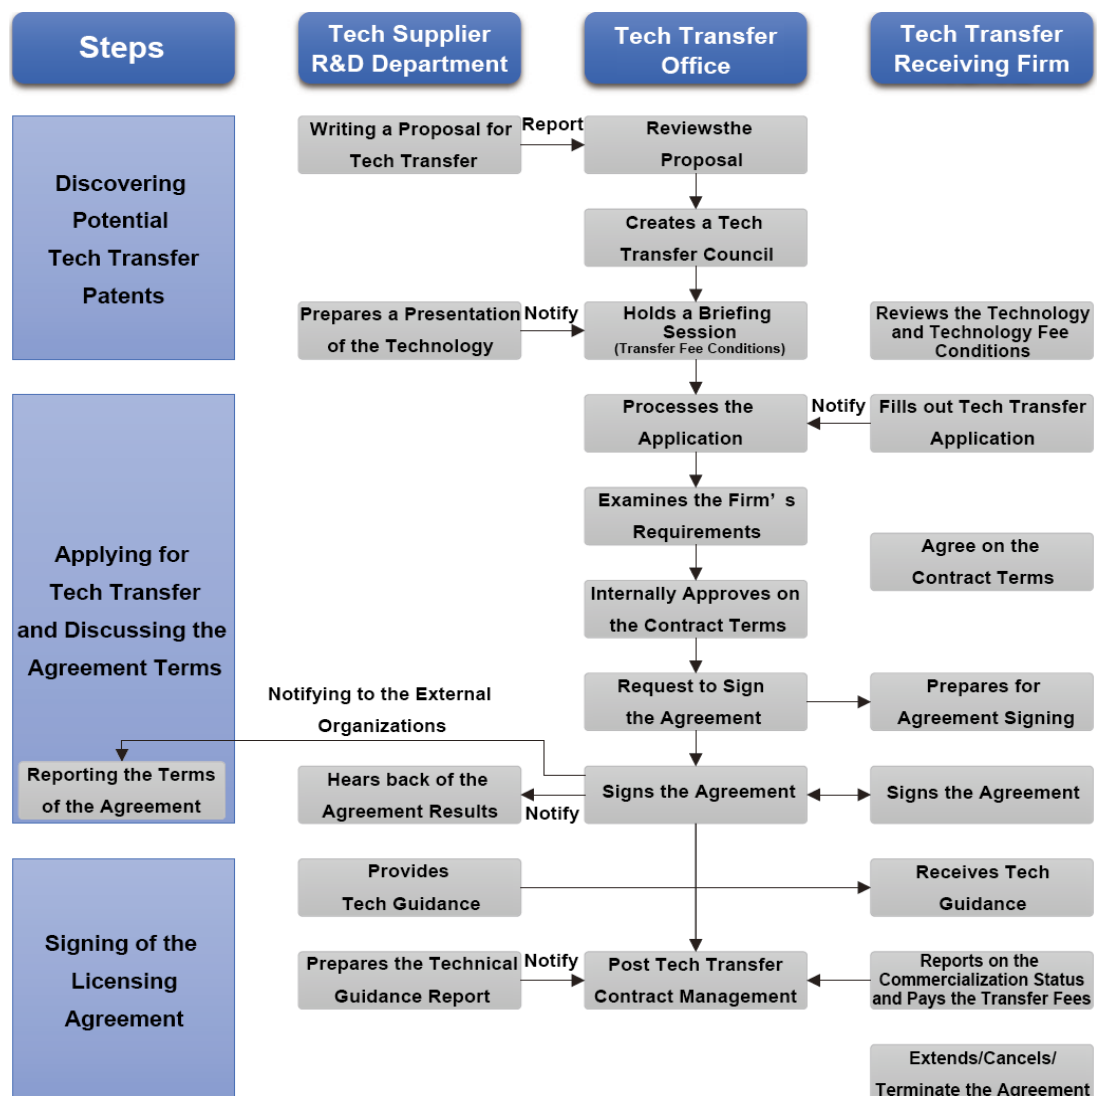 Steps
Tech Supplier
R&D Department
Tech Transfer
Office
Tech Transfer
Receiving Firm
Discovering
Potential
Tech Transfer
Patents
Writing a Proposal for
Tech Transfer
Report
Reviewsthe
Proposal
Creates a Tech
Transfer Council
Prepares a Presentation
of the Technology
Notify
Holds a Briefing
Session
(Transfer Fee Conditions)
Reviews the Technology
and Technology Fee
Conditions
Applying for
Tech Transfer
and Discussing the
Agreement Terms
Processes the
Application
Notify
Fills out Tech Transfer
Application
Examines the Firm’ s
Requirements
Agree on the
Contract Terms
Internally Approves on
the Contract Terms
Request to Sign
the Agreement
Prepares for
Agreement Signing
Notifying to the External
Organizations
Reporting the Terms
of the Agreement
Hears back of the
Agreement Results
Notify
Signs the Agreement
Signs the Agreement
Signing of the
Licensing
Agreement
Provides
Tech Guidance
Receives Tech
Guidance
Prepares the Technical
Guidance Report
Notify
Post Tech Transfer
Contract Management
Reports on the
Commercialization Status
and Pays the Transfer Fees
Extends/Cancels/
Terminate the Agreement